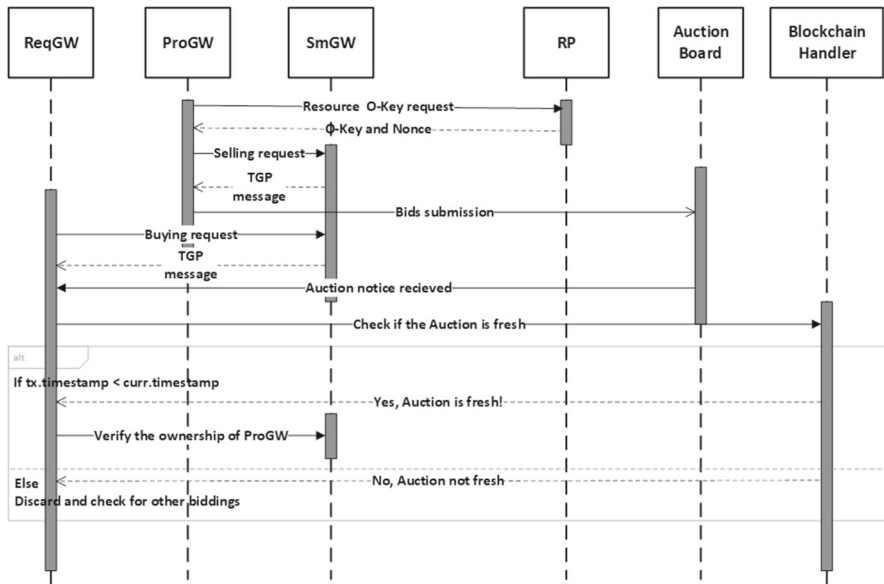 ReqGW
ProGW
SmGW
RP
Auction
Board
Blockchain
Handler
Resource O-Key request
O-Key and Nonce
Selling request
TGP
message
Bids submission
Buying request
TGP
message
Auction notice recieved
Check if the Auction is fresh
alt
If tx.timestamp < curr.timestamp
Yes, Auction is fresh!
Verify the ownership of ProGW
No, Auction not fresh
Else
Discard and check for other biddings